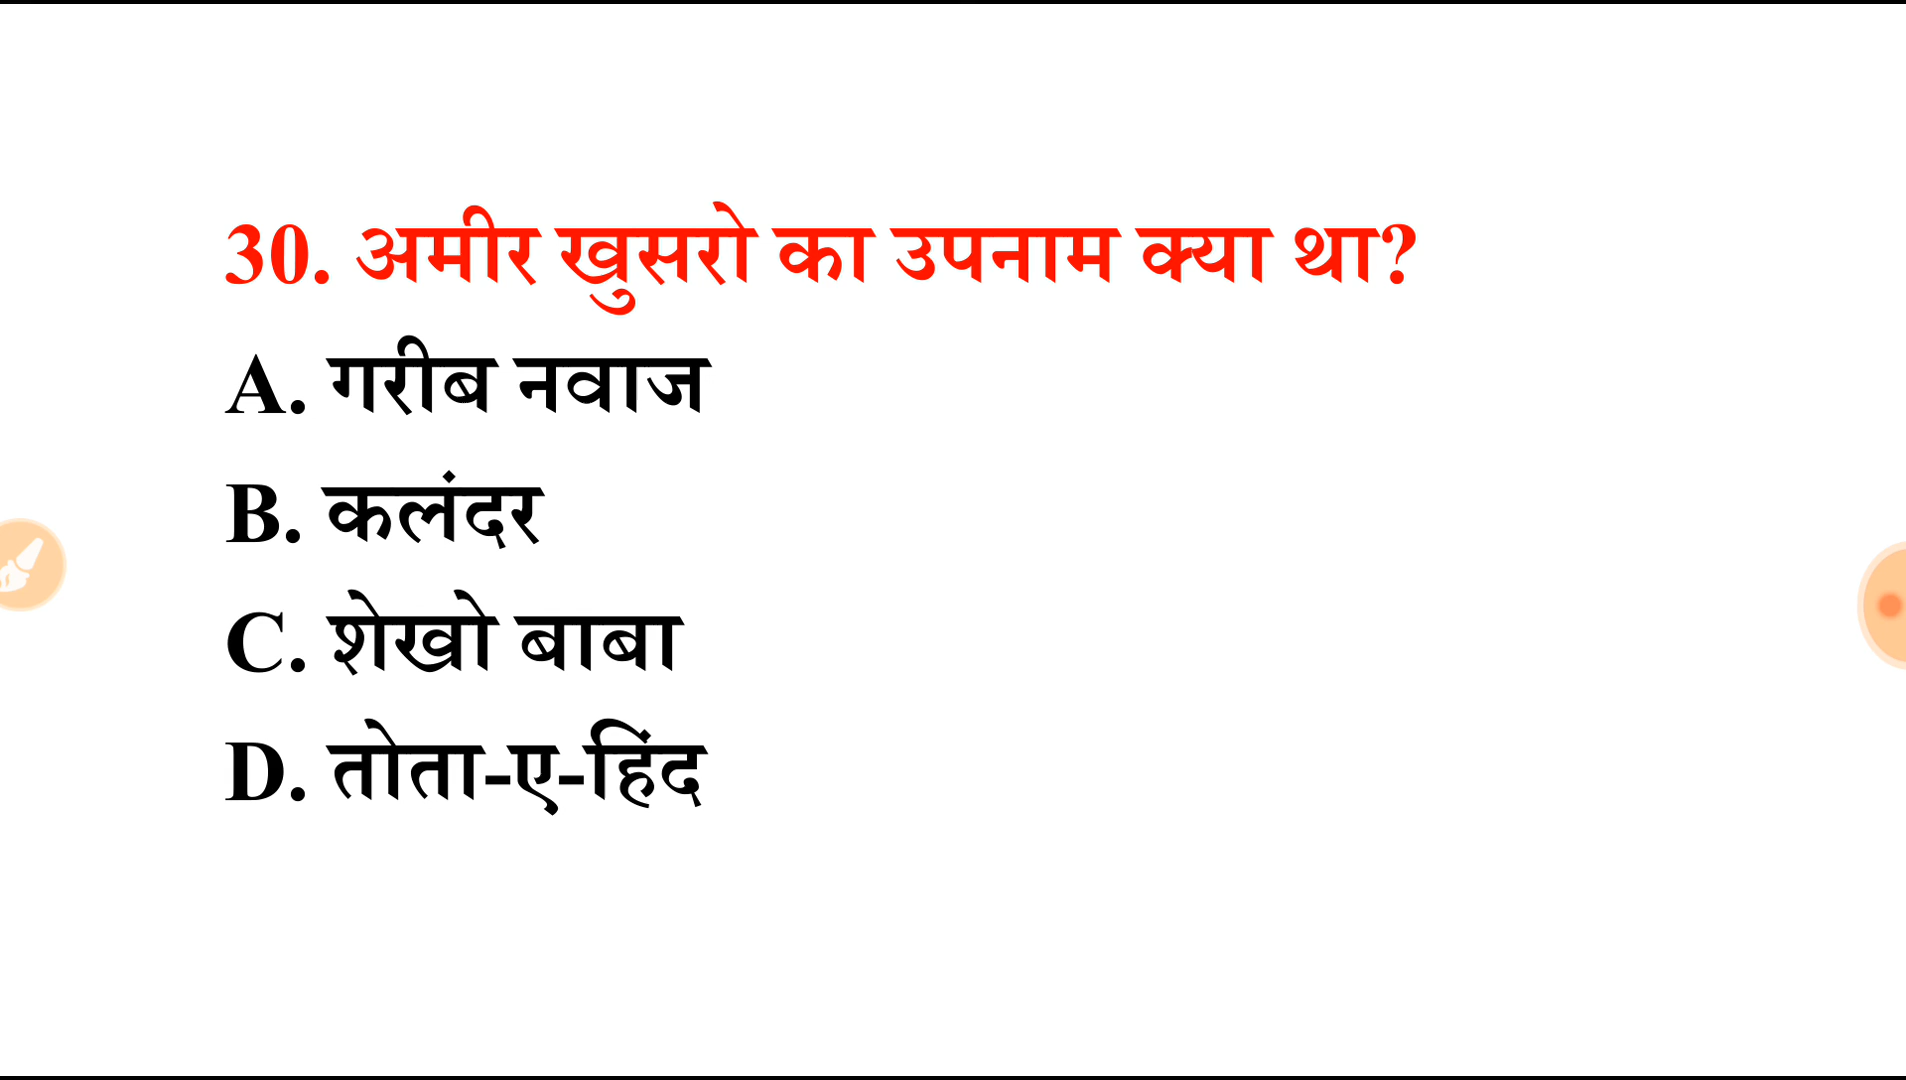 30. अमीर खुसरो का उपनाम क्या था?
A. गरीब नवाज
B. कलंदर
C. शेखो बाबा
D. तोता-ए-हिंद